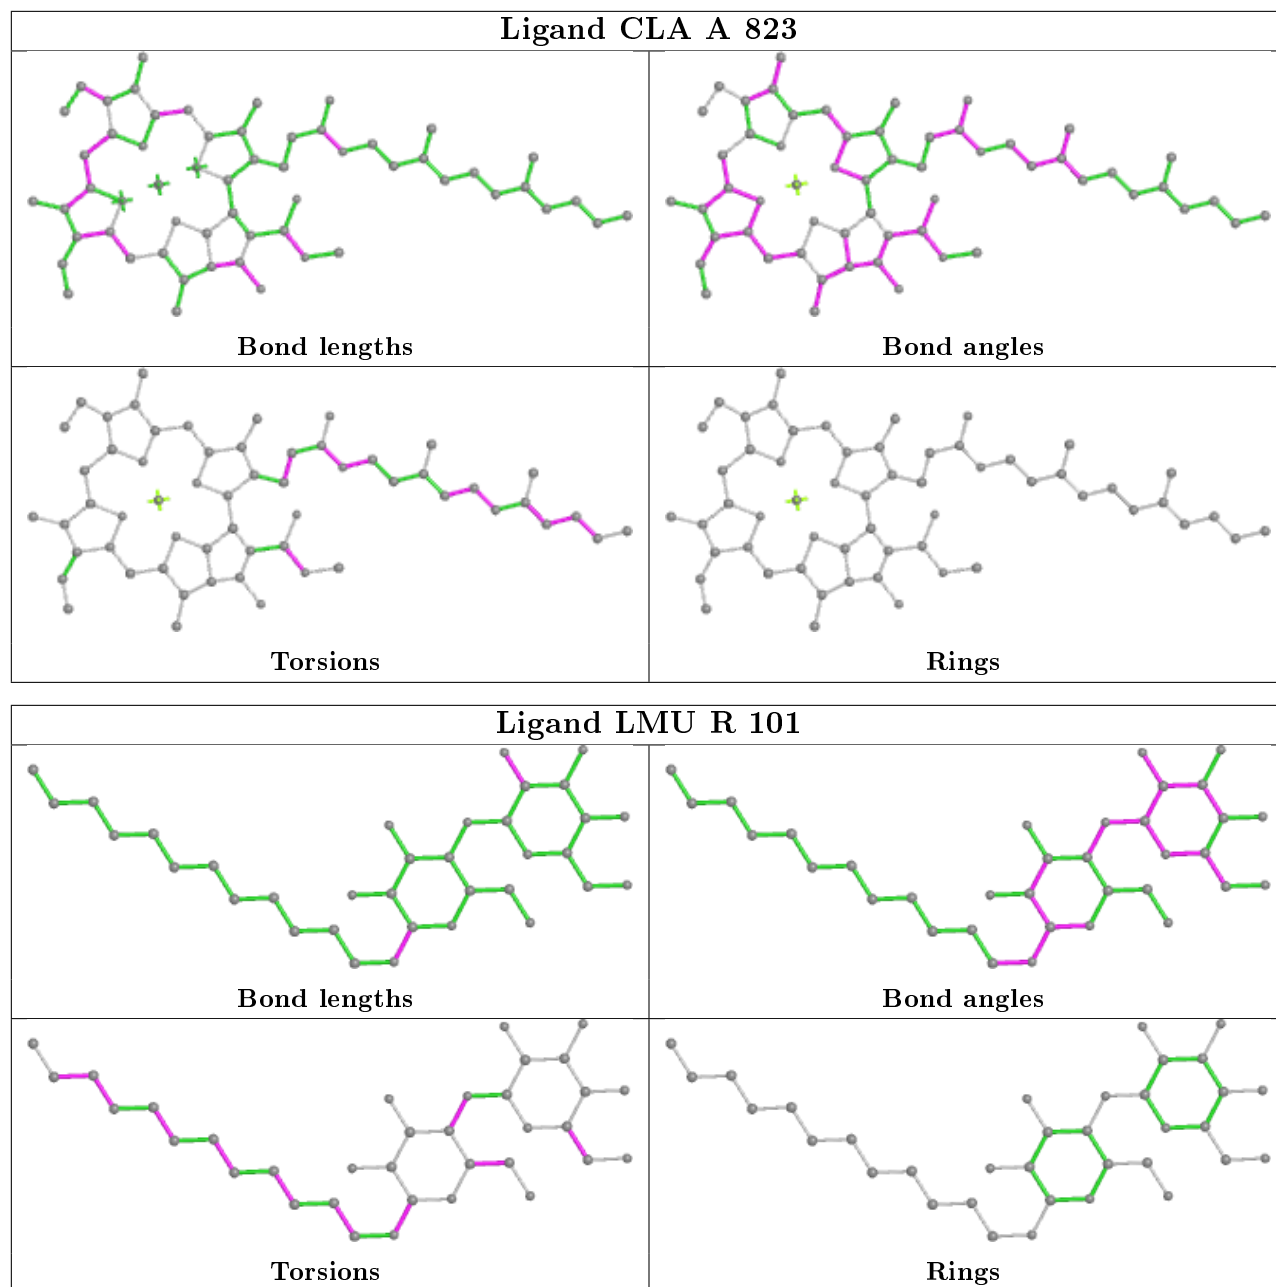 Ligand CLA A 823
Bond lengths
Bond angles
Torsions
Rings
Ligand LMU R 101
Bond lengths
Bond angles
Torsions
Rings